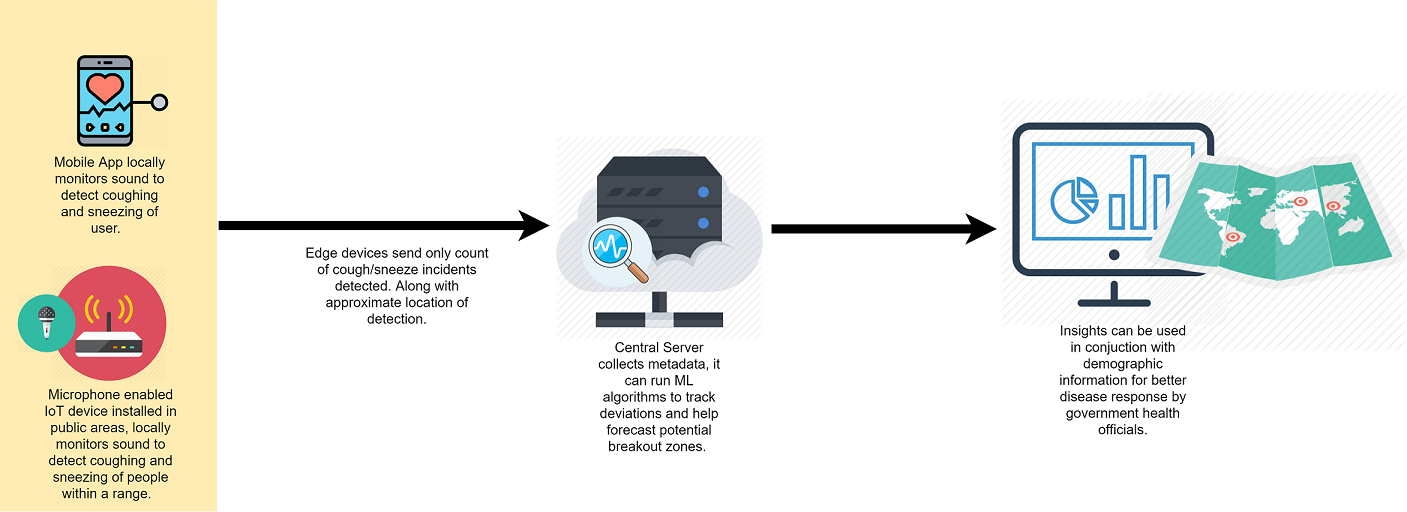 Mobile App locally
monitors sound to
detect coughing
and sneezing of
user.
Microphone enabled
IoT device installed in
public areas, locally
monitors sound to
detect coughing and
sneezing of people
within a range.
Edge devices send only count
of cough/sneeze incidents
detected. Along with
approximate location of
detection.
Central Server
collects metadata, it
can run ML
algorithms to track
deviations and help
forecast potential
breakout zones.
Insights can be used
in conjuction with
demographic
information for better
disease response by
government health
officials.